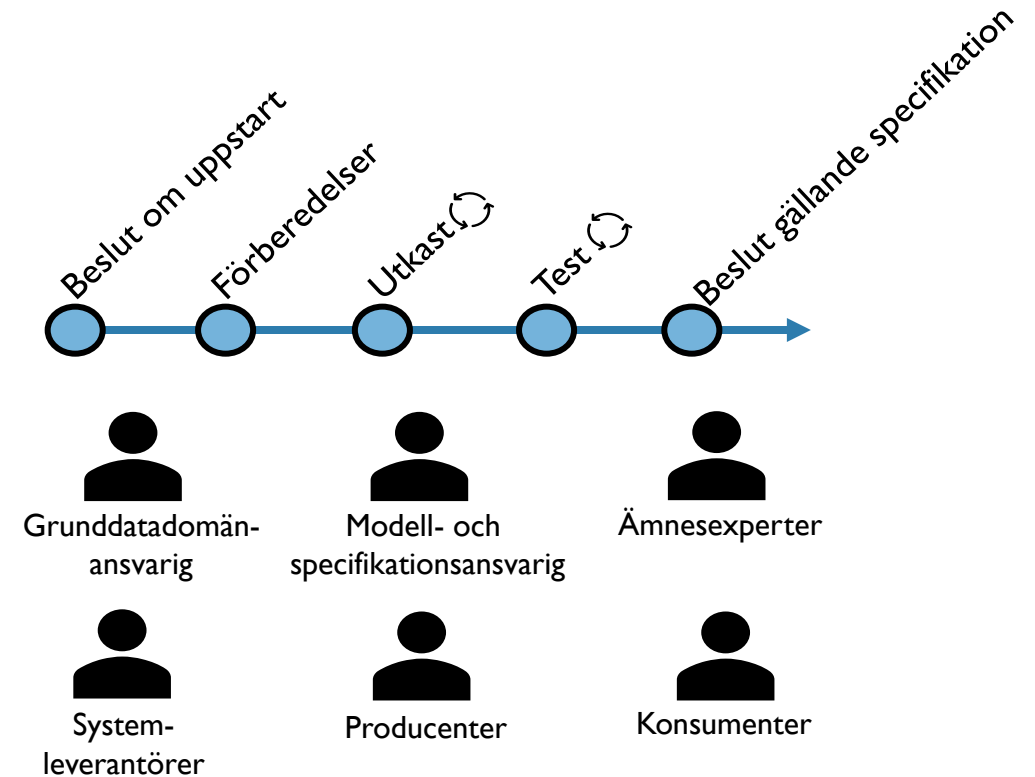 Beslut om uppstart
Förberedelser
Utkast
Test
Beslut gällande specifikation
Grunddatadomän-
ansvarig
Modell- och
specifikationsansvarig
Ämnesexperter
System-
leverantörer
Producenter
Konsumenter